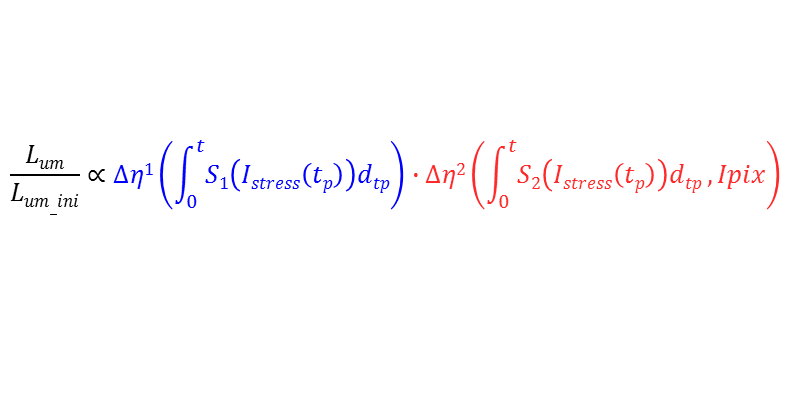 L_um / L_um_ini ∝ Δη¹(∫₀ᵗ S₁(I_stress(t_p))d_tp) · Δη²(∫₀ᵗ S₂(I_stress(t_p))d_tp , Ipix)